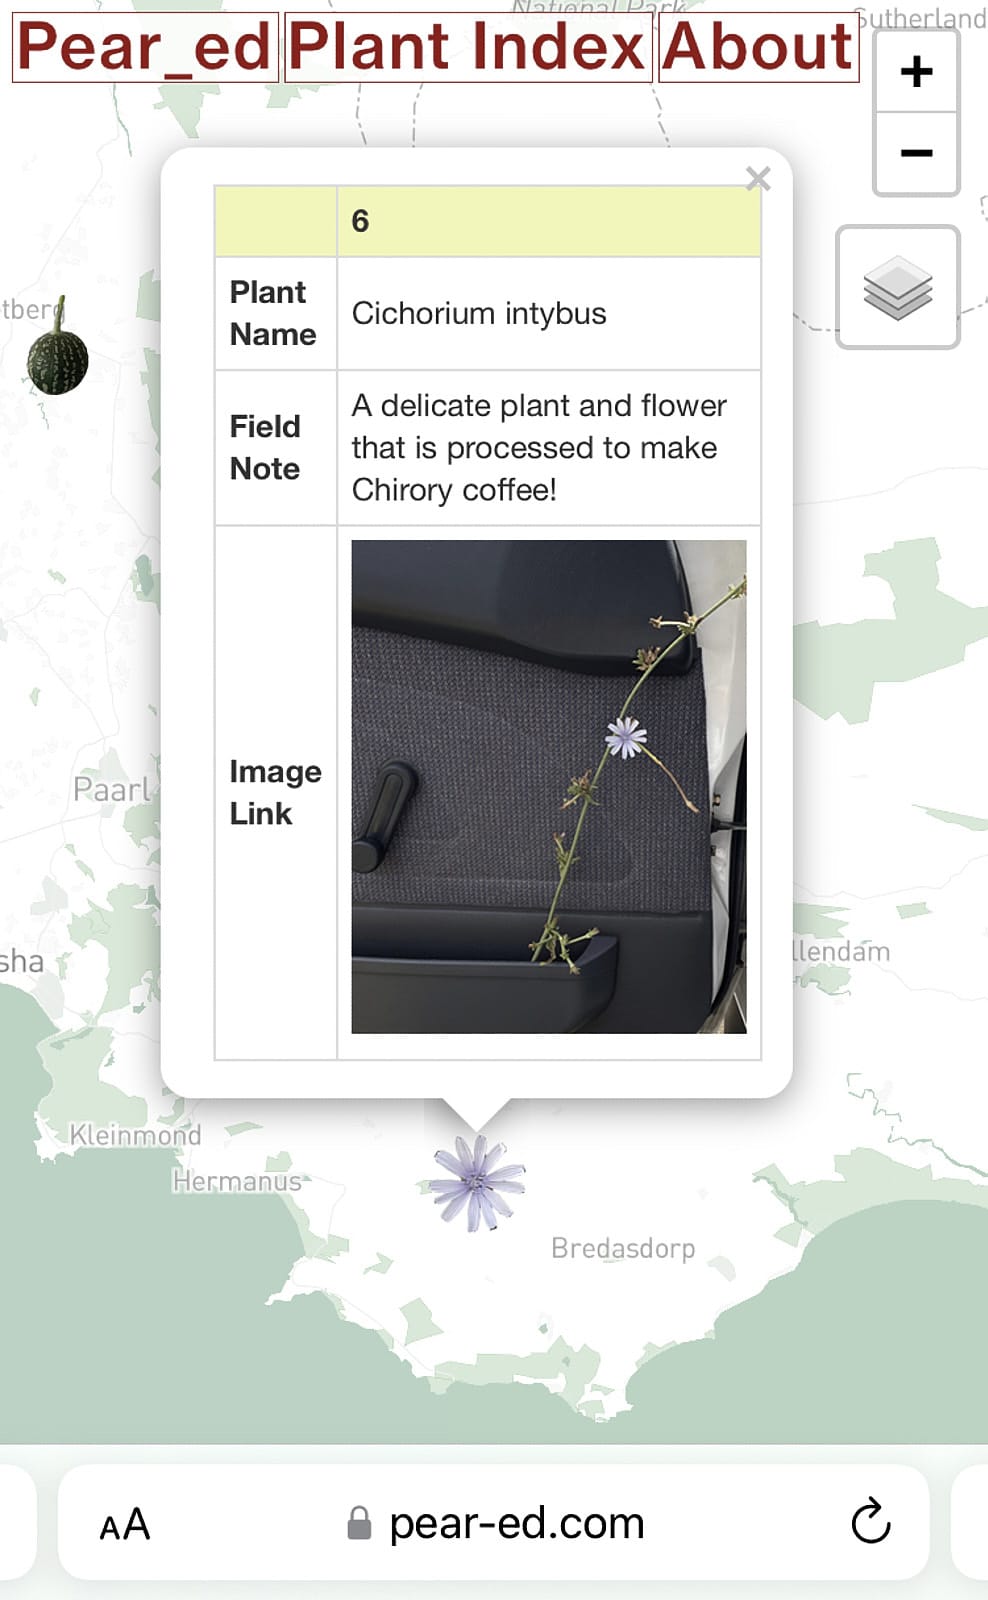 National Park
Sutherland
Pear_ed Plant Index About
+
−
×
6
Plant
Name
Cichorium intybus
Field
Note
A delicate plant and flower
that is processed to make
Chirory coffee!
Image
Link
tberg
Paarl
sha
llendam
Kleinmond
Hermanus
Bredasdorp
AA
pear-ed.com